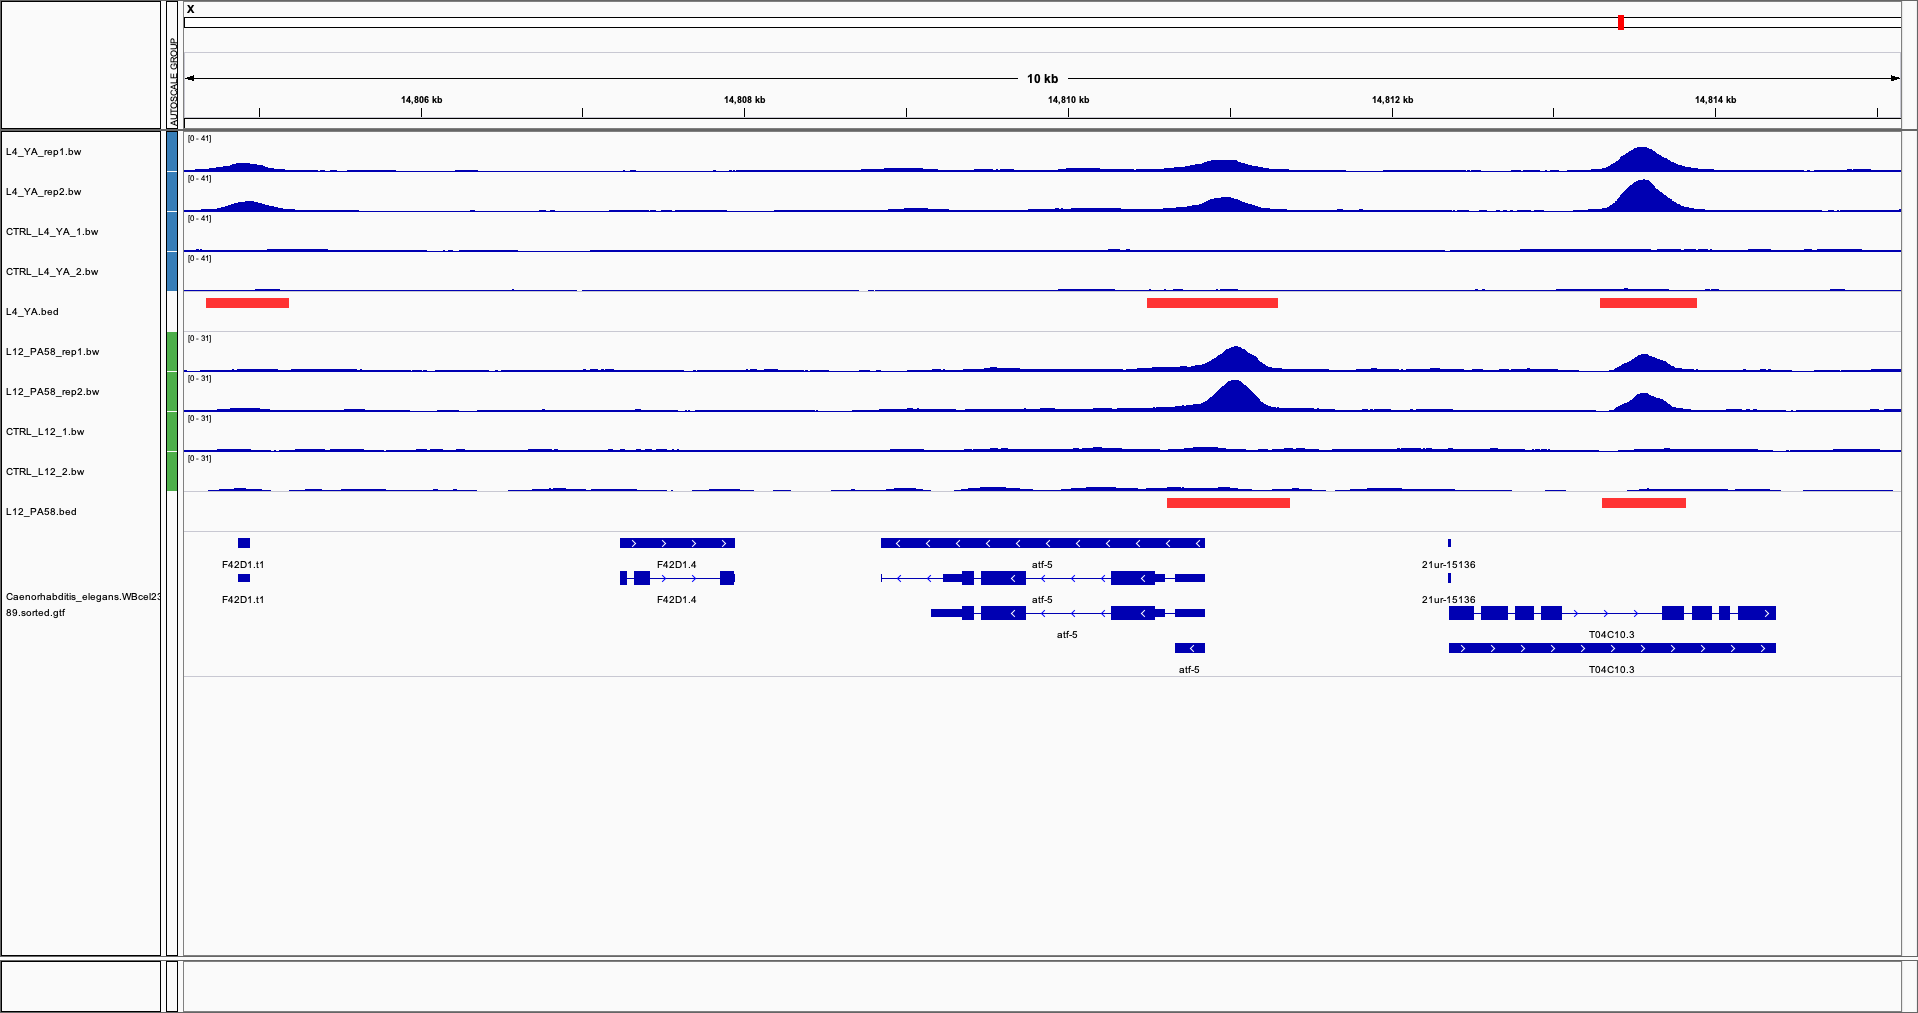 X
AUTOSCALE GROUP
10 kb
14,806 kb 14,808 kb 14,810 kb 14,812 kb 14,814 kb
L4_YA_rep1.bw [0 - 41]
L4_YA_rep2.bw [0 - 41]
CTRL_L4_YA_1.bw [0 - 41]
CTRL_L4_YA_2.bw [0 - 41]
L4_YA.bed
L12_PA58_rep1.bw [0 - 31]
L12_PA58_rep2.bw [0 - 31]
CTRL_L12_1.bw [0 - 31]
CTRL_L12_2.bw [0 - 31]
L12_PA58.bed
F42D1.t1 F42D1.4 atf-5 21ur-15136
Caenorhabditis_elegans.WBcel23
89.sorted.gtf
F42D1.t1 F42D1.4 atf-5 21ur-15136
atf-5 T04C10.3
atf-5 T04C10.3